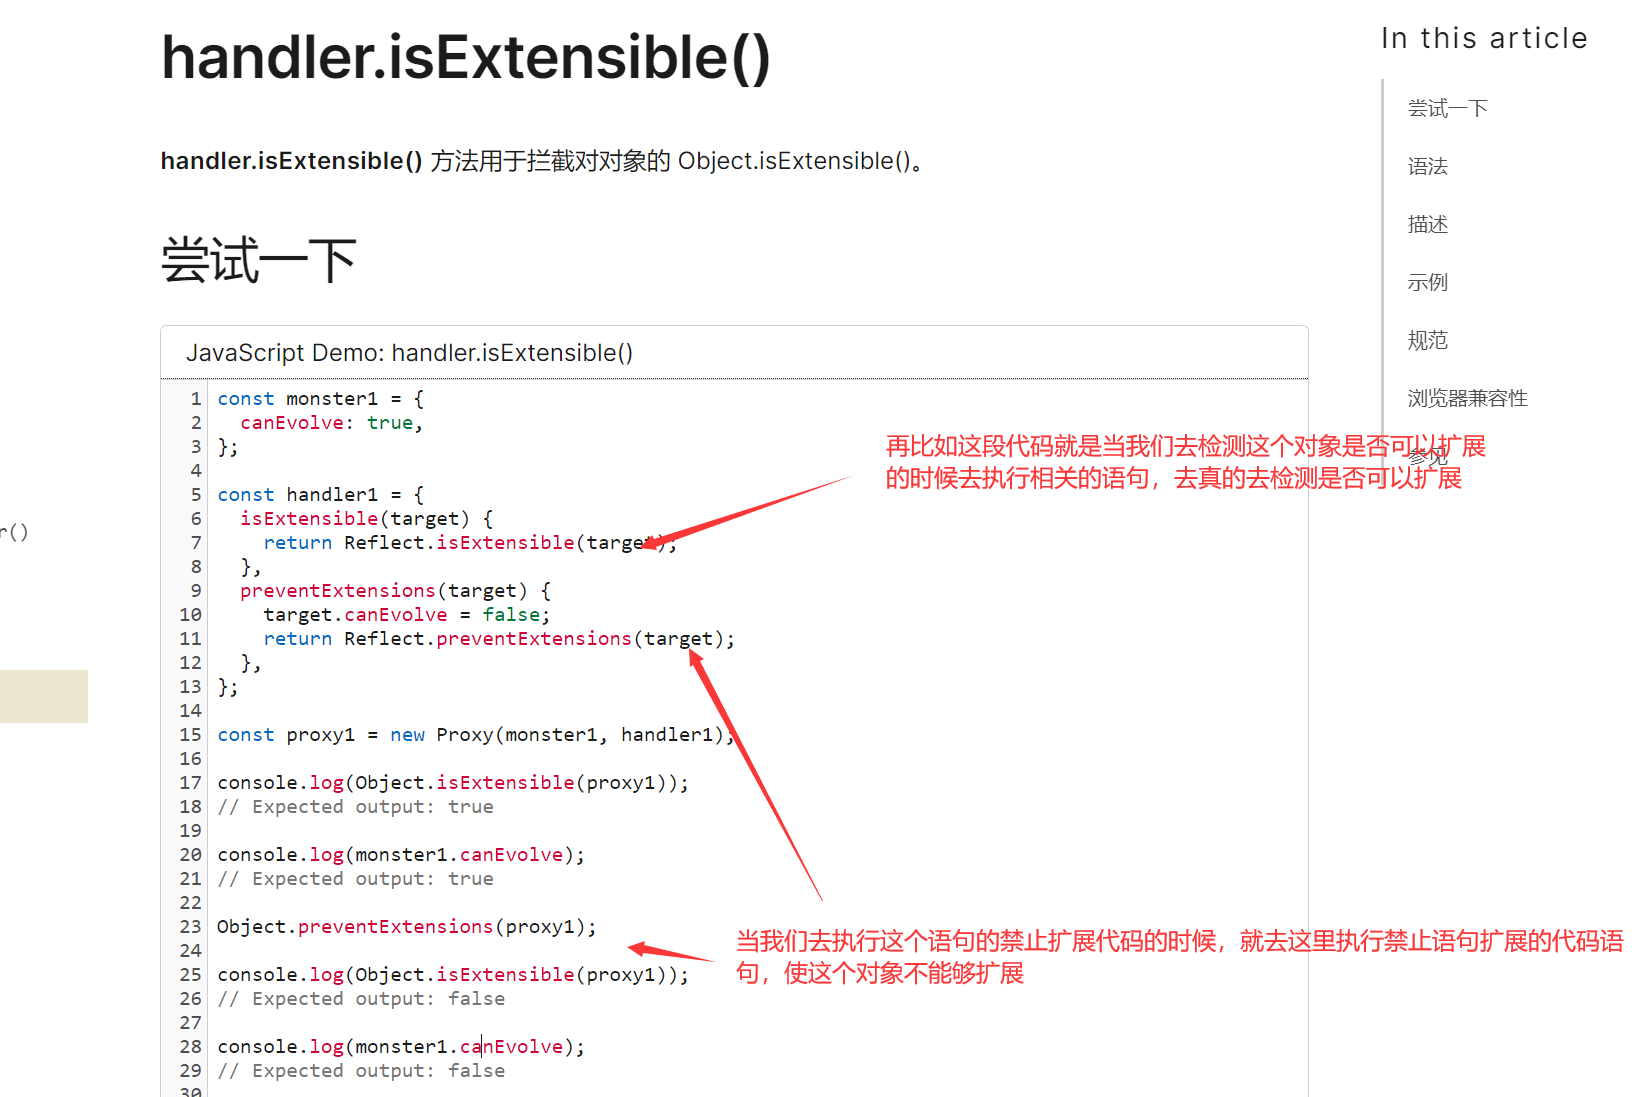 handler.isExtensible()
handler.isExtensible() 方法用于拦截对对象的 Object.isExtensible()。
尝试一下
JavaScript Demo: handler.isExtensible()
1 const monster1 = {
2   canEvolve: true,
3 };
4
5 const handler1 = {
6   isExtensible(target) {
7     return Reflect.isExtensible(target);
8   },
9   preventExtensions(target) {
10     target.canEvolve = false;
11     return Reflect.preventExtensions(target);
12   },
13 };
14
15 const proxy1 = new Proxy(monster1, handler1);
16
17 console.log(Object.isExtensible(proxy1));
18 // Expected output: true
19
20 console.log(monster1.canEvolve);
21 // Expected output: true
22
23 Object.preventExtensions(proxy1);
24
25 console.log(Object.isExtensible(proxy1));
26 // Expected output: false
27
28 console.log(monster1.canEvolve);
29 // Expected output: false
30
再比如这段代码就是当我们去检测这个对象是否可以扩展
的时候去执行相关的语句，去真的去检测是否可以扩展
当我们去执行这个语句的禁止扩展代码的时候，就去这里执行禁止语句扩展的代码语
句，使这个对象不能够扩展
r()
In this article
尝试一下
语法
描述
示例
规范
浏览器兼容性
参见